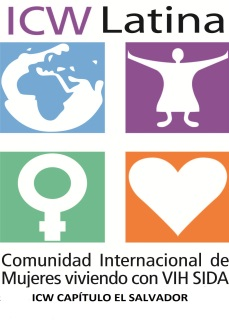 ICW Latina
Comunidad Internacional de
Mujeres viviendo con VIH SIDA
ICW CAPÍTULO EL SALVADOR